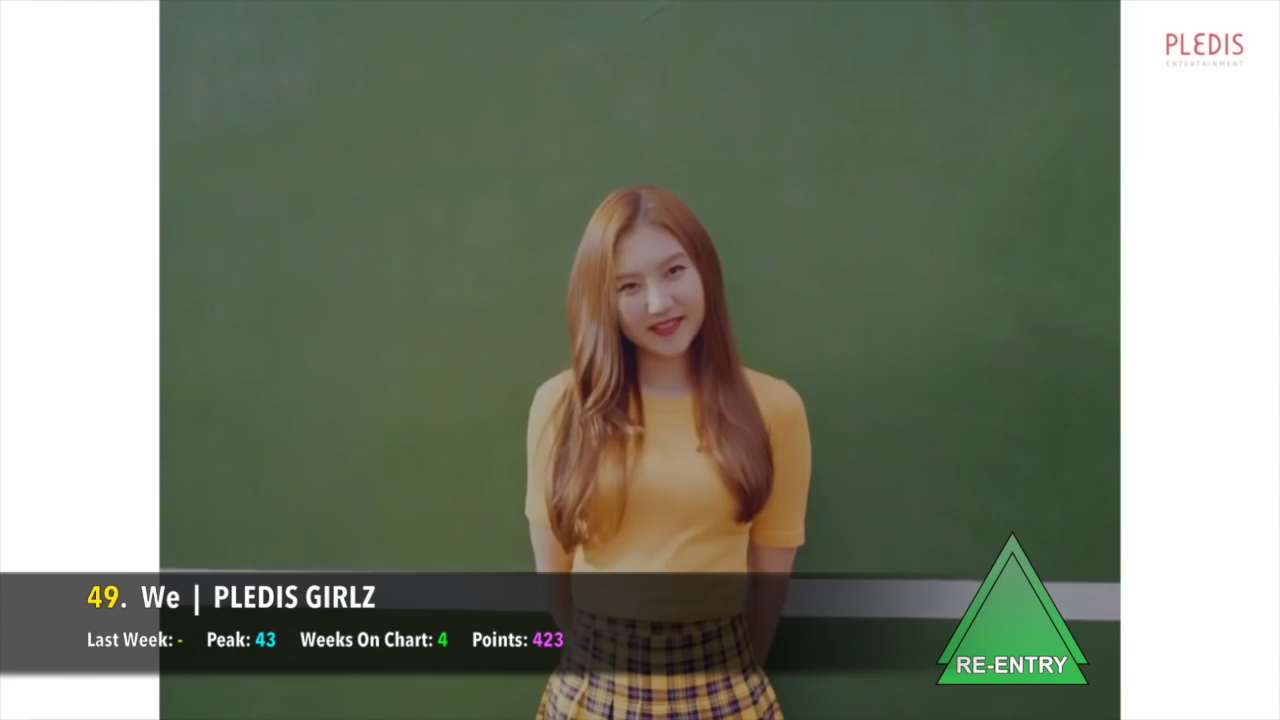 PLEDIS
ENTERTAINMENT
49. We | PLEDIS GIRLZ
Last Week: - Peak: 43 Weeks On Chart: 4 Points: 423
RE-ENTRY